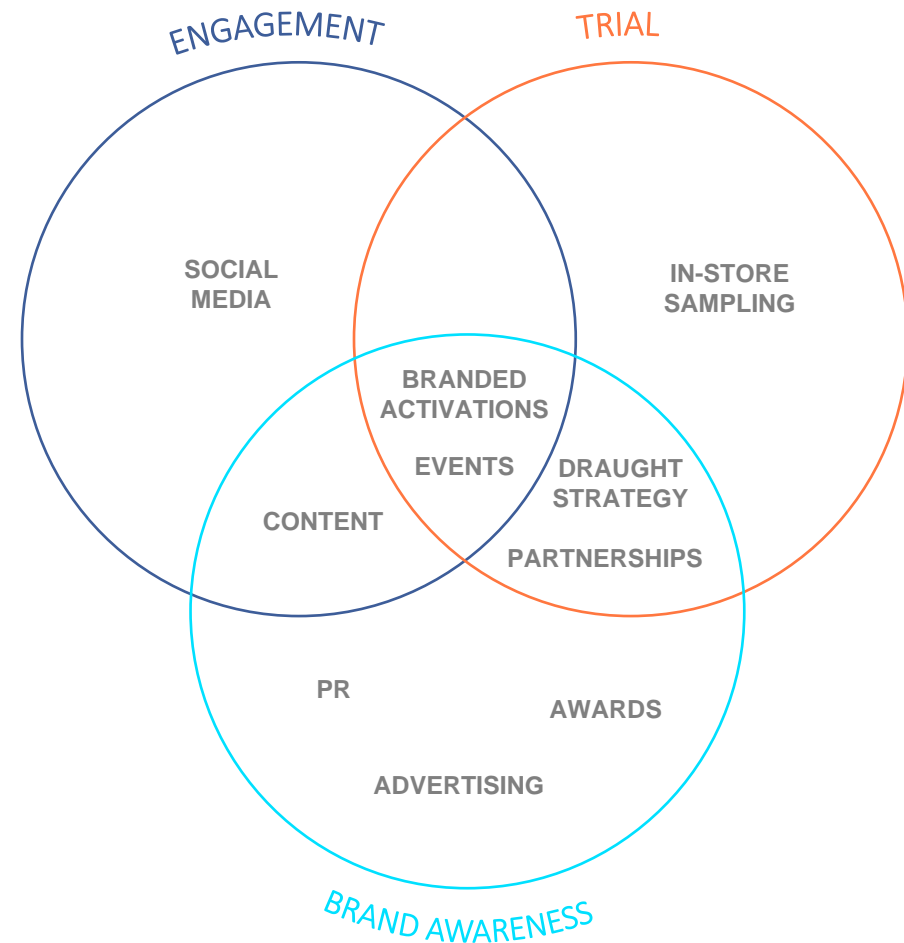 ENGAGEMENT
TRIAL
SOCIAL
MEDIA
IN-STORE
SAMPLING
BRANDED
ACTIVATIONS
EVENTS
DRAUGHT
STRATEGY
CONTENT
PARTNERSHIPS
PR
AWARDS
ADVERTISING
BRAND AWARENESS